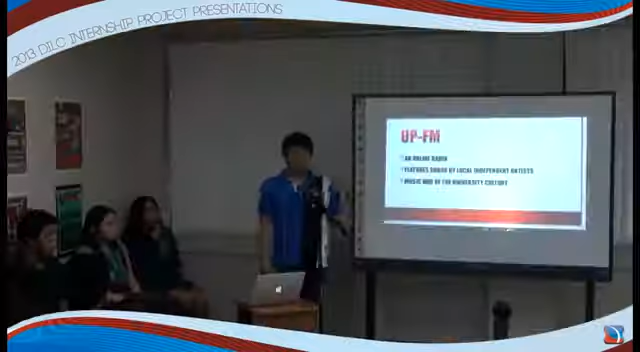 2013 DILC INTERNSHIP PROJECT PRESENTATIONS
UP-FM
AN ONLINE RADIO
FEATURES SONGS BY LOCAL INDEPENDENT ARTISTS
MUSIC HUB OF THE UNIVERSITY CULTURE